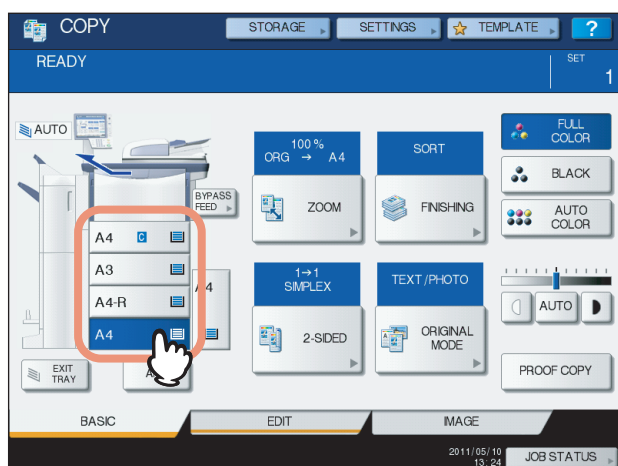 COPY
STORAGE
SETTINGS
TEMPLATE
?
READY
SET
1
AUTO
BYPASS
FEED
A4
C
A3
A4-R
A4
A4
A
EXIT
TRAY
100 %
ORG → A4
ZOOM
SORT
FINISHING
1→1
SIMPLEX
2-SIDED
TEXT/PHOTO
ORIGINAL
MODE
FULL
COLOR
BLACK
AUTO
COLOR
AUTO
PROOF COPY
BASIC
EDIT
IMAGE
2011/05/10
13:24
JOB STATUS